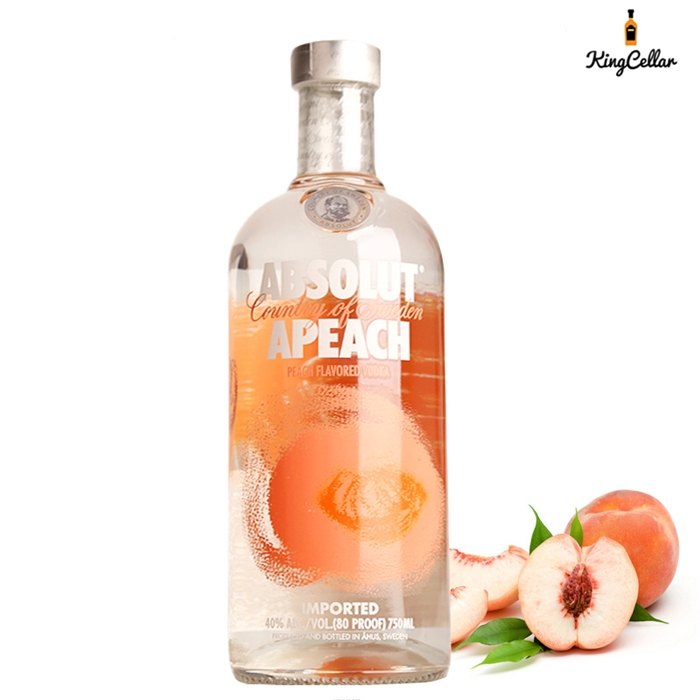 KingCellar
ABSOLUT
Country of Sweden
APEACH
PEACH FLAVORED VODKA
IMPORTED
40% ALC/VOL.(80 PROOF) 750ML
PRODUCED AND BOTTLED IN ÅHUS, SWEDEN